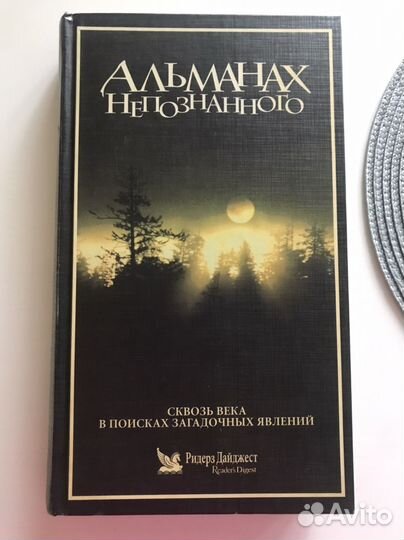 Альманах
Непознанного
СКВОЗЬ ВЕКА
В ПОИСКАХ ЗАГАДОЧНЫХ ЯВЛЕНИЙ
Ридерз Дайджест
Reader's Digest
Avito